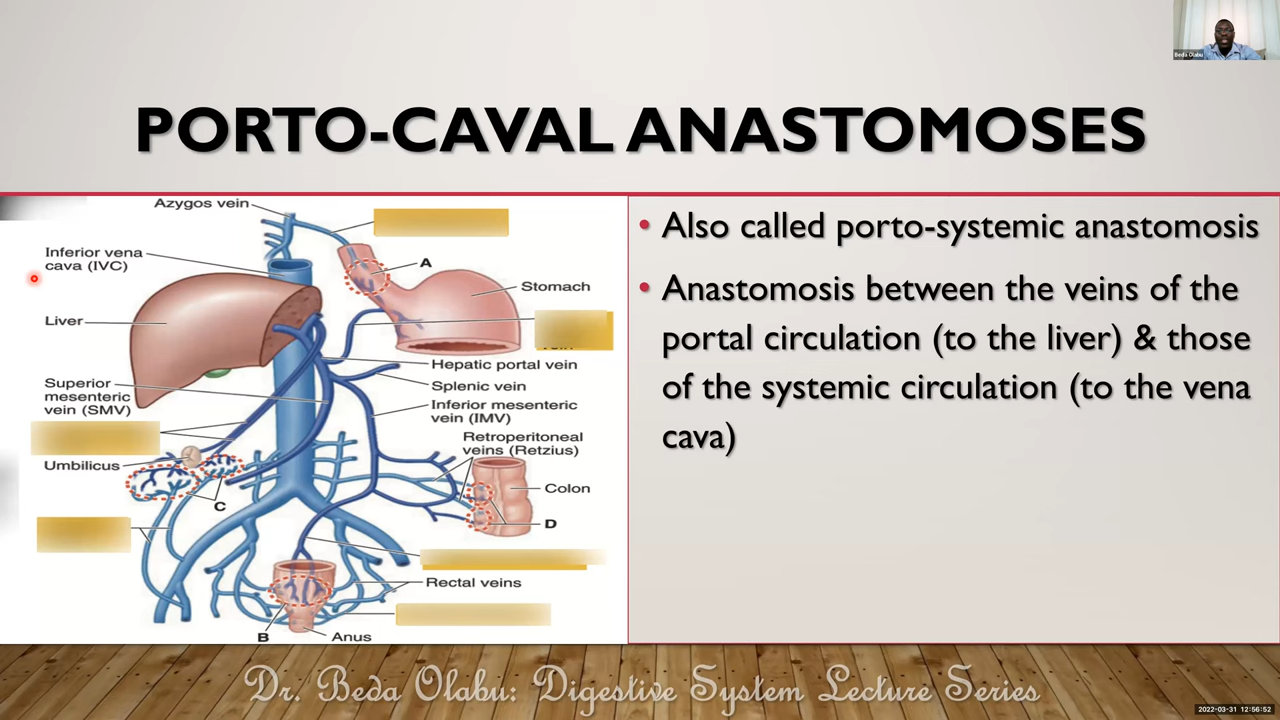 Beda Olabu
PORTO-CAVAL ANASTOMOSES
Azygos vein
Inferior vena
cava (IVC)
A
Stomach
Liver
Hepatic portal vein
Superior
mesenteric
vein (SMV)
Splenic vein
Inferior mesenteric
vein (IMV)
Retroperitoneal
veins (Retzius)
Umbilicus
Colon
C
D
Rectal veins
B
Anus
• Also called porto-systemic anastomosis
• Anastomosis between the veins of the
portal circulation (to the liver) & those
of the systemic circulation (to the vena
cava)
Dr. Beda Olabu: Digestive System Lecture Series
2022-03-31 12:56:52